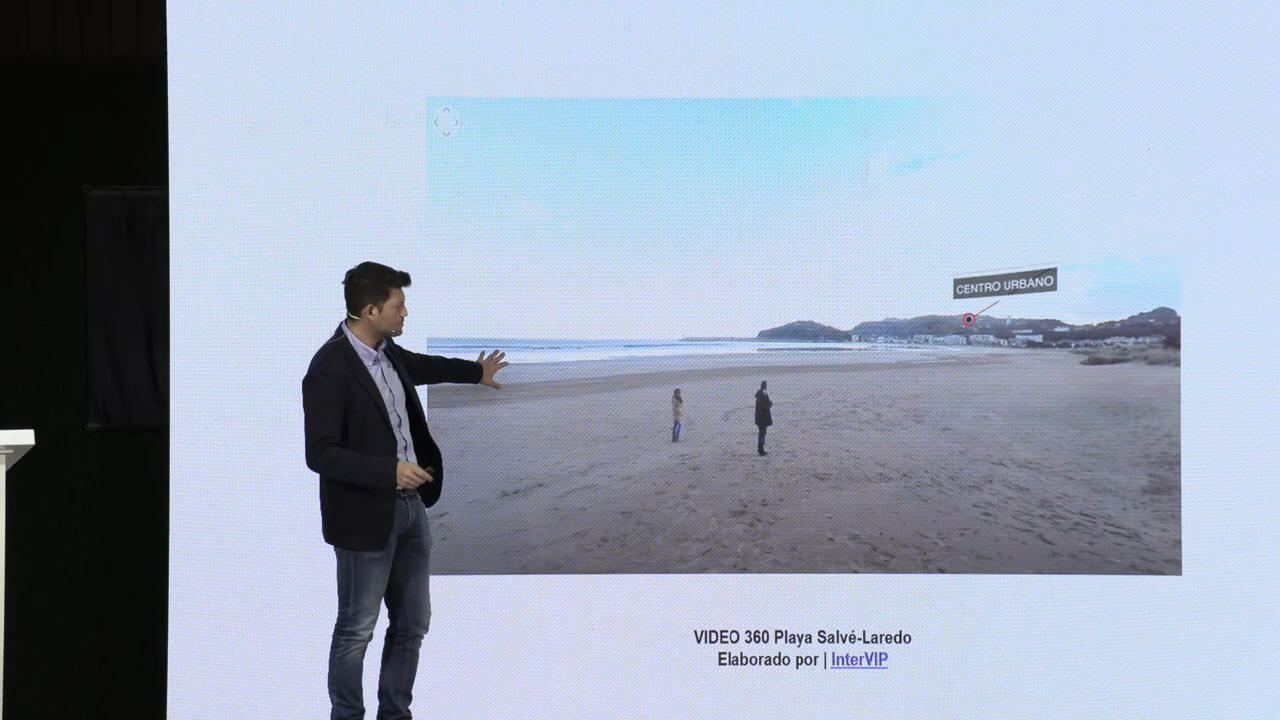 CENTRO URBANO
VIDEO 360 Playa Salvé-Laredo
Elaborado por | InterVIP